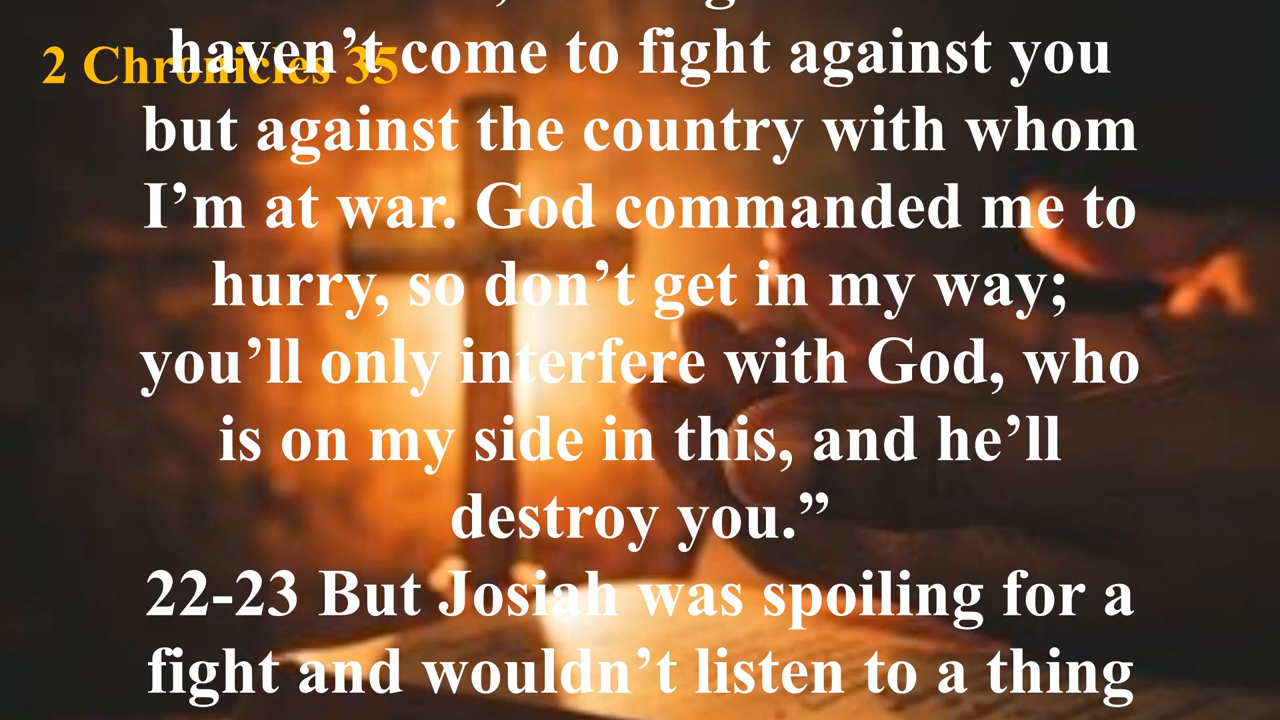 2 Chronicles 35
haven’t come to fight against you
but against the country with whom
I’m at war. God commanded me to
hurry, so don’t get in my way;
you’ll only interfere with God, who
is on my side in this, and he’ll
destroy you.”
22-23 But Josiah was spoiling for a
fight and wouldn’t listen to a thing